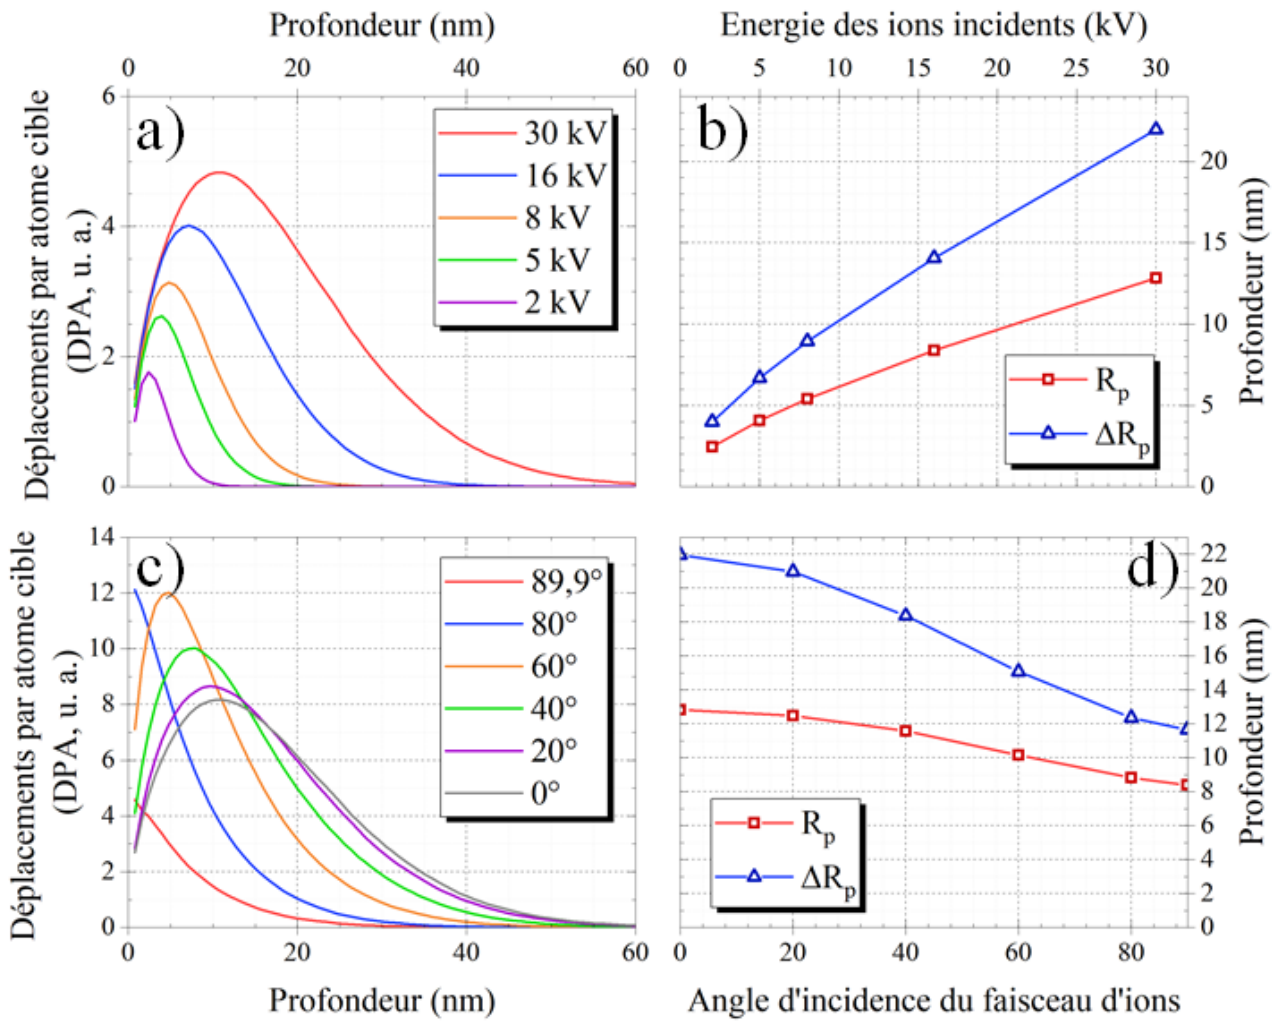 Profondeur (nm)
0 20 40 60
Déplacements par atome cible
(DPA, u. a.)
6
4
2
0
a)
30 kV
16 kV
8 kV
5 kV
2 kV
Energie des ions incidents (kV)
0 5 10 15 20 25 30
b)
20
15
10
5
0
Profondeur (nm)
Rp
ΔRp
Déplacements par atome cible
(DPA, u. a.)
14
12
10
8
6
4
2
0
c)
89,9°
80°
60°
40°
20°
0°
0 20 40 60
Profondeur (nm)
d)
22
20
18
16
14
12
10
8
6
4
2
0
Profondeur (nm)
Rp
ΔRp
0 20 40 60 80
Angle d'incidence du faisceau d'ions